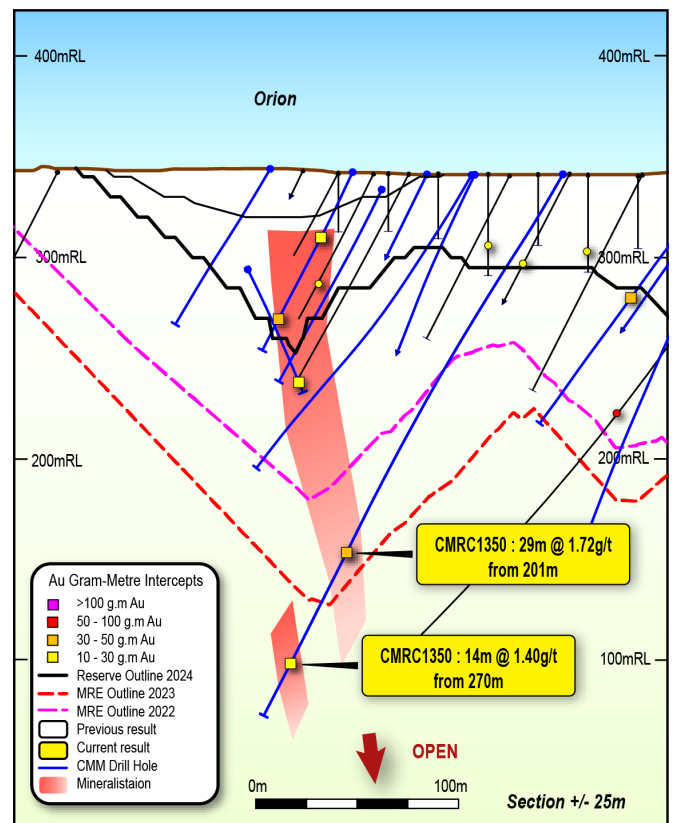 400mRL
400mRL
Orion
300mRL
300mRL
200mRL
200mRL
CMRC1350 : 29m @ 1.72g/t
from 201m
CMRC1350 : 14m @ 1.40g/t
from 270m
100mRL
Au Gram-Metre Intercepts
>100 g.m Au
50 - 100 g.m Au
30 - 50 g.m Au
10 - 30 g.m Au
Reserve Outline 2024
MRE Outline 2023
MRE Outline 2022
Previous result
Current result
CMM Drill Hole
Mineralistaion
OPEN
0m
100m
Section +/- 25m